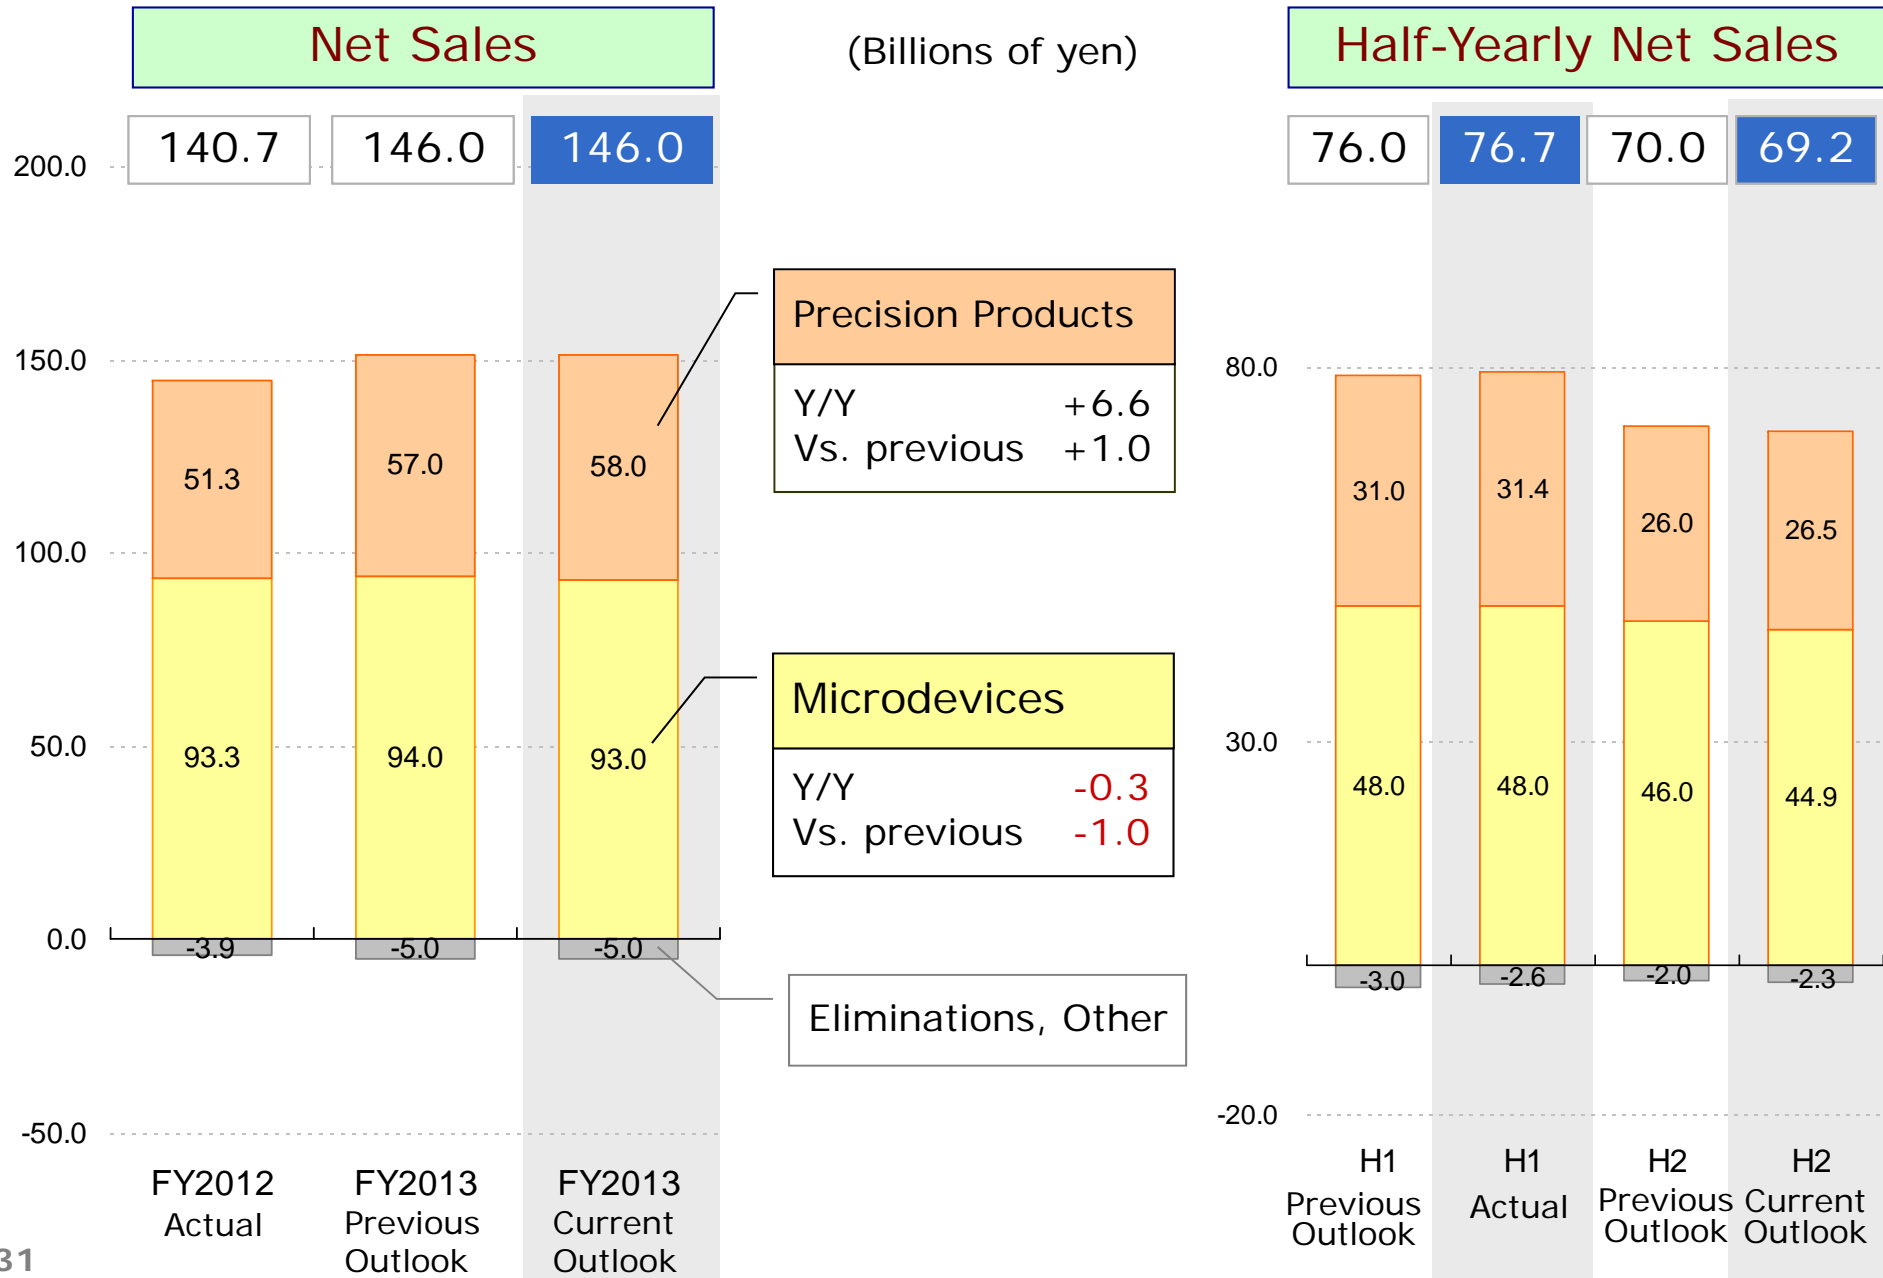 Net Sales
(Billions of yen)
Half-Yearly Net Sales
140.7 146.0 146.0
76.0 76.7 70.0 69.2
200.0
150.0
100.0
50.0
0.0
-50.0
51.3 57.0 58.0
93.3 94.0 93.0
-3.9 -5.0 -5.0
FY2012 FY2013 FY2013
Actual Previous Current
Outlook Outlook
Precision Products
Y/Y +6.6
Vs. previous +1.0
Microdevices
Y/Y -0.3
Vs. previous -1.0
Eliminations, Other
80.0
30.0
-20.0
31.0 31.4 26.0 26.5
48.0 48.0 46.0 44.9
-3.0 -2.6 -2.0 -2.3
H1 H1 H2 H2
Previous Actual Previous Current
Outlook Outlook Outlook
31